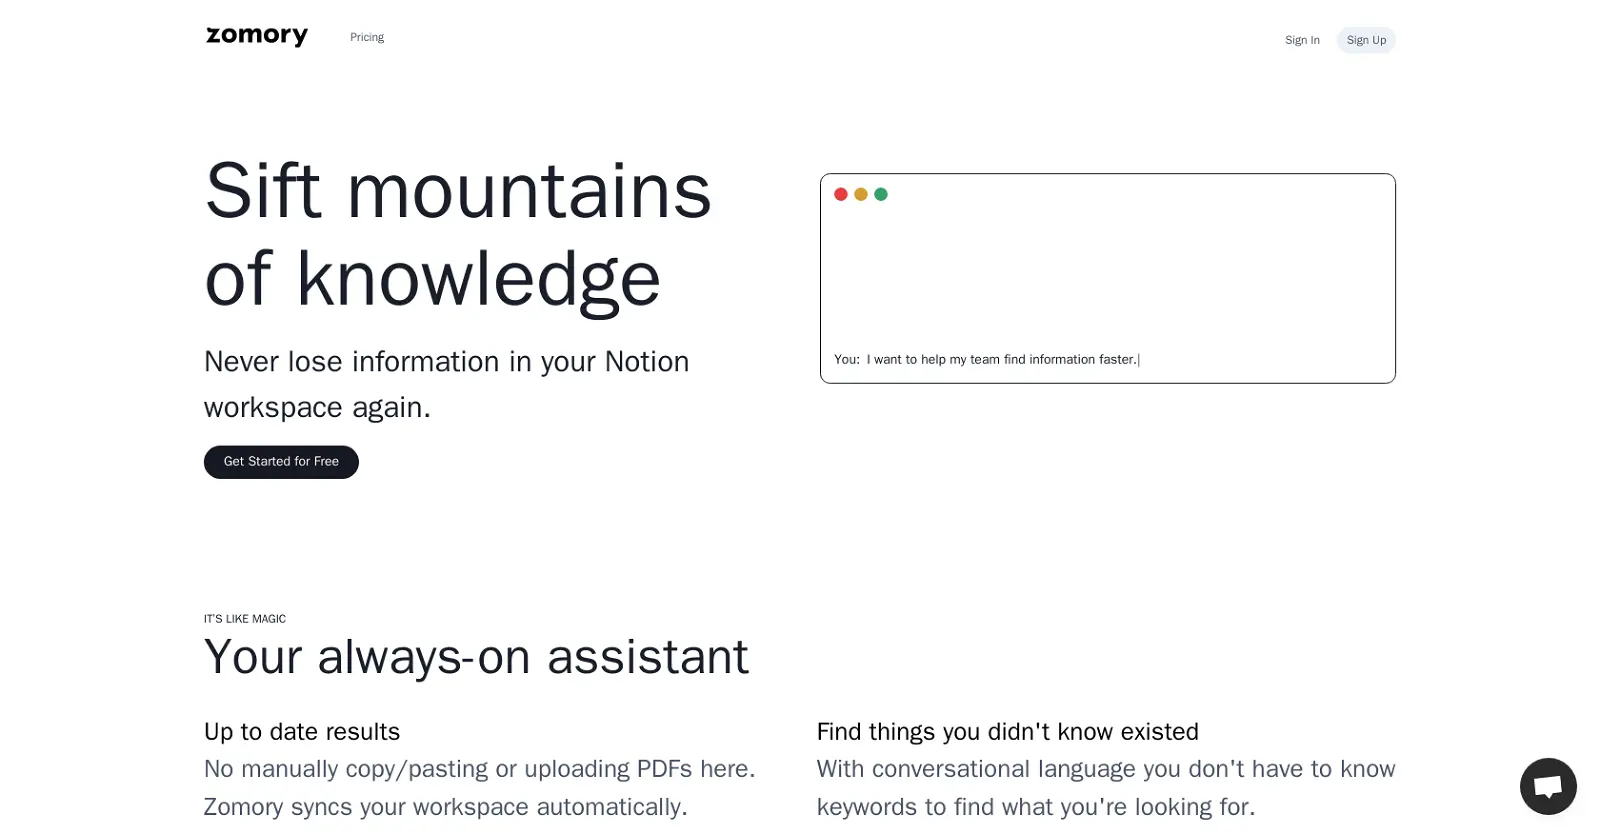 zomory
Pricing
Sign In
Sign Up
Sift mountains
of knowledge
Never lose information in your Notion
workspace again.
Get Started for Free
You: I want to help my team find information faster.|
IT'S LIKE MAGIC
Your always-on assistant
Up to date results
No manually copy/pasting or uploading PDFs here.
Zomory syncs your workspace automatically.
Find things you didn't know existed
With conversational language you don't have to know
keywords to find what you're looking for.